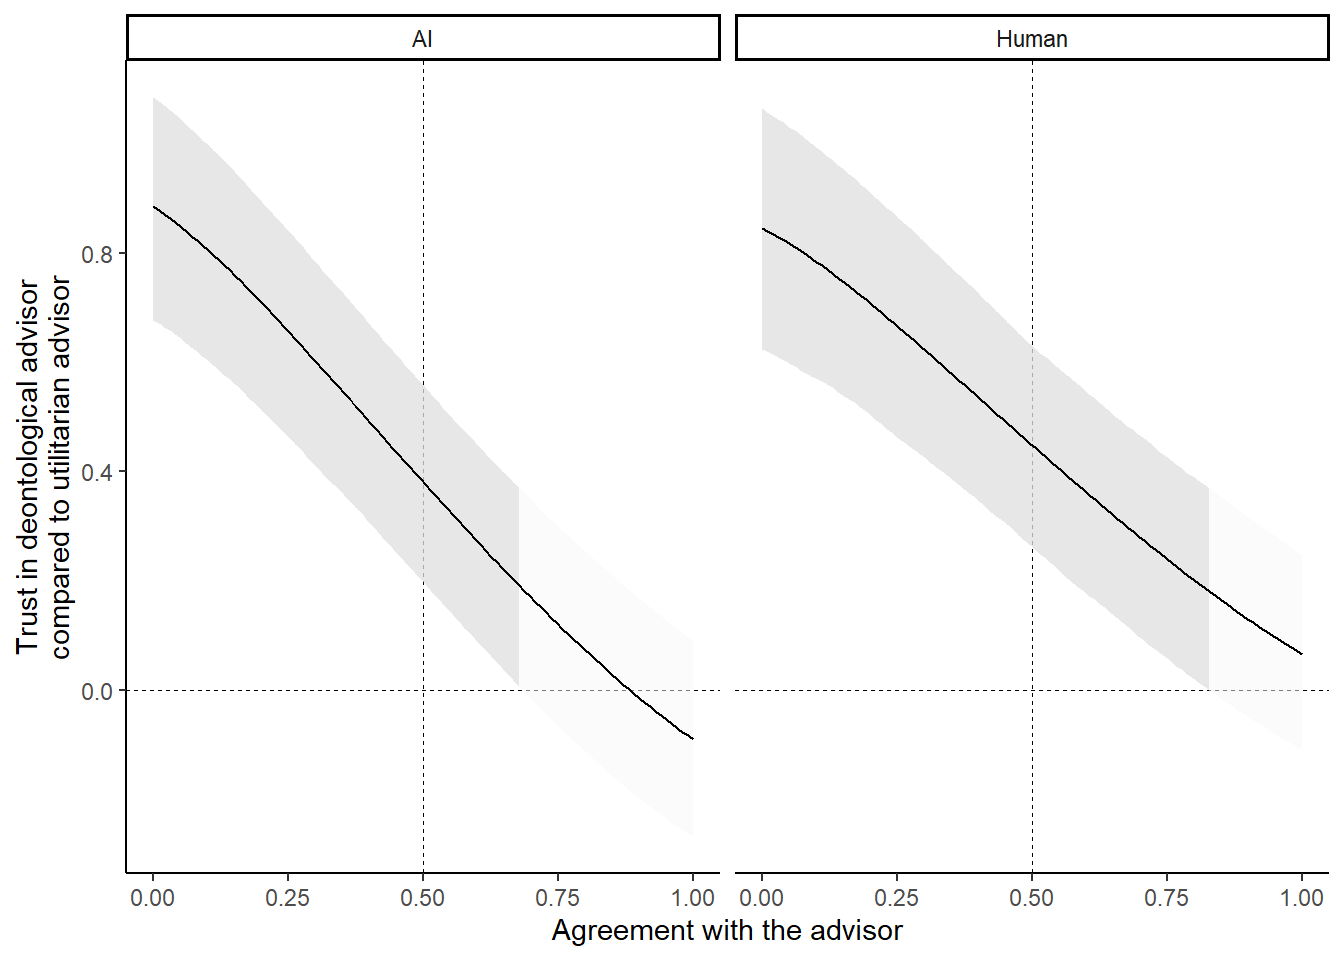 AI
Human
Trust in deontological advisor
compared to utilitarian advisor
0.8
0.4
0.0
0.00 0.25 0.50 0.75 1.00
0.00 0.25 0.50 0.75 1.00
Agreement with the advisor